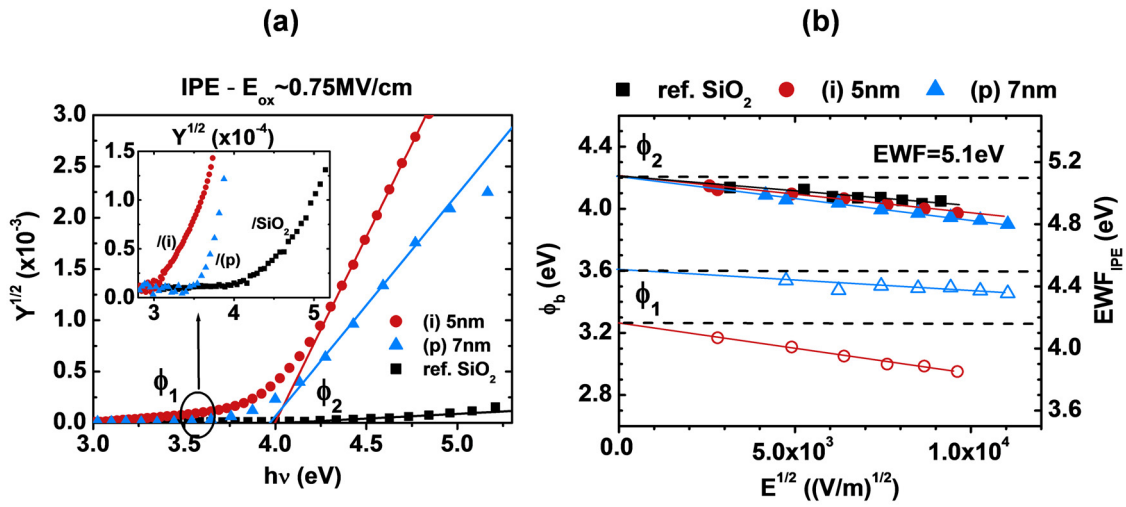 (a)
IPE - Eox~0.75MV/cm
Y1/2 (x10-3)
3.0
2.5
2.0
1.5
1.0
0.5
0.0
Y1/2 (x10-4)
1.5
1.0
0.5
0.0
3 4 5
/(i)
/(p)
/SiO2
(i) 5nm
(p) 7nm
ref. SiO2
ϕ1
ϕ2
3.0 3.5 4.0 4.5 5.0
hν (eV)
(b)
ref. SiO2 (i) 5nm (p) 7nm
ϕb (eV)
4.4
4.0
3.6
3.2
2.8
ϕ2
EWF=5.1eV
ϕ1
5.2
4.8
4.4
4.0
3.6
EWFIPE (eV)
0 5.0x103 1.0x104
E1/2 ((V/m)1/2)